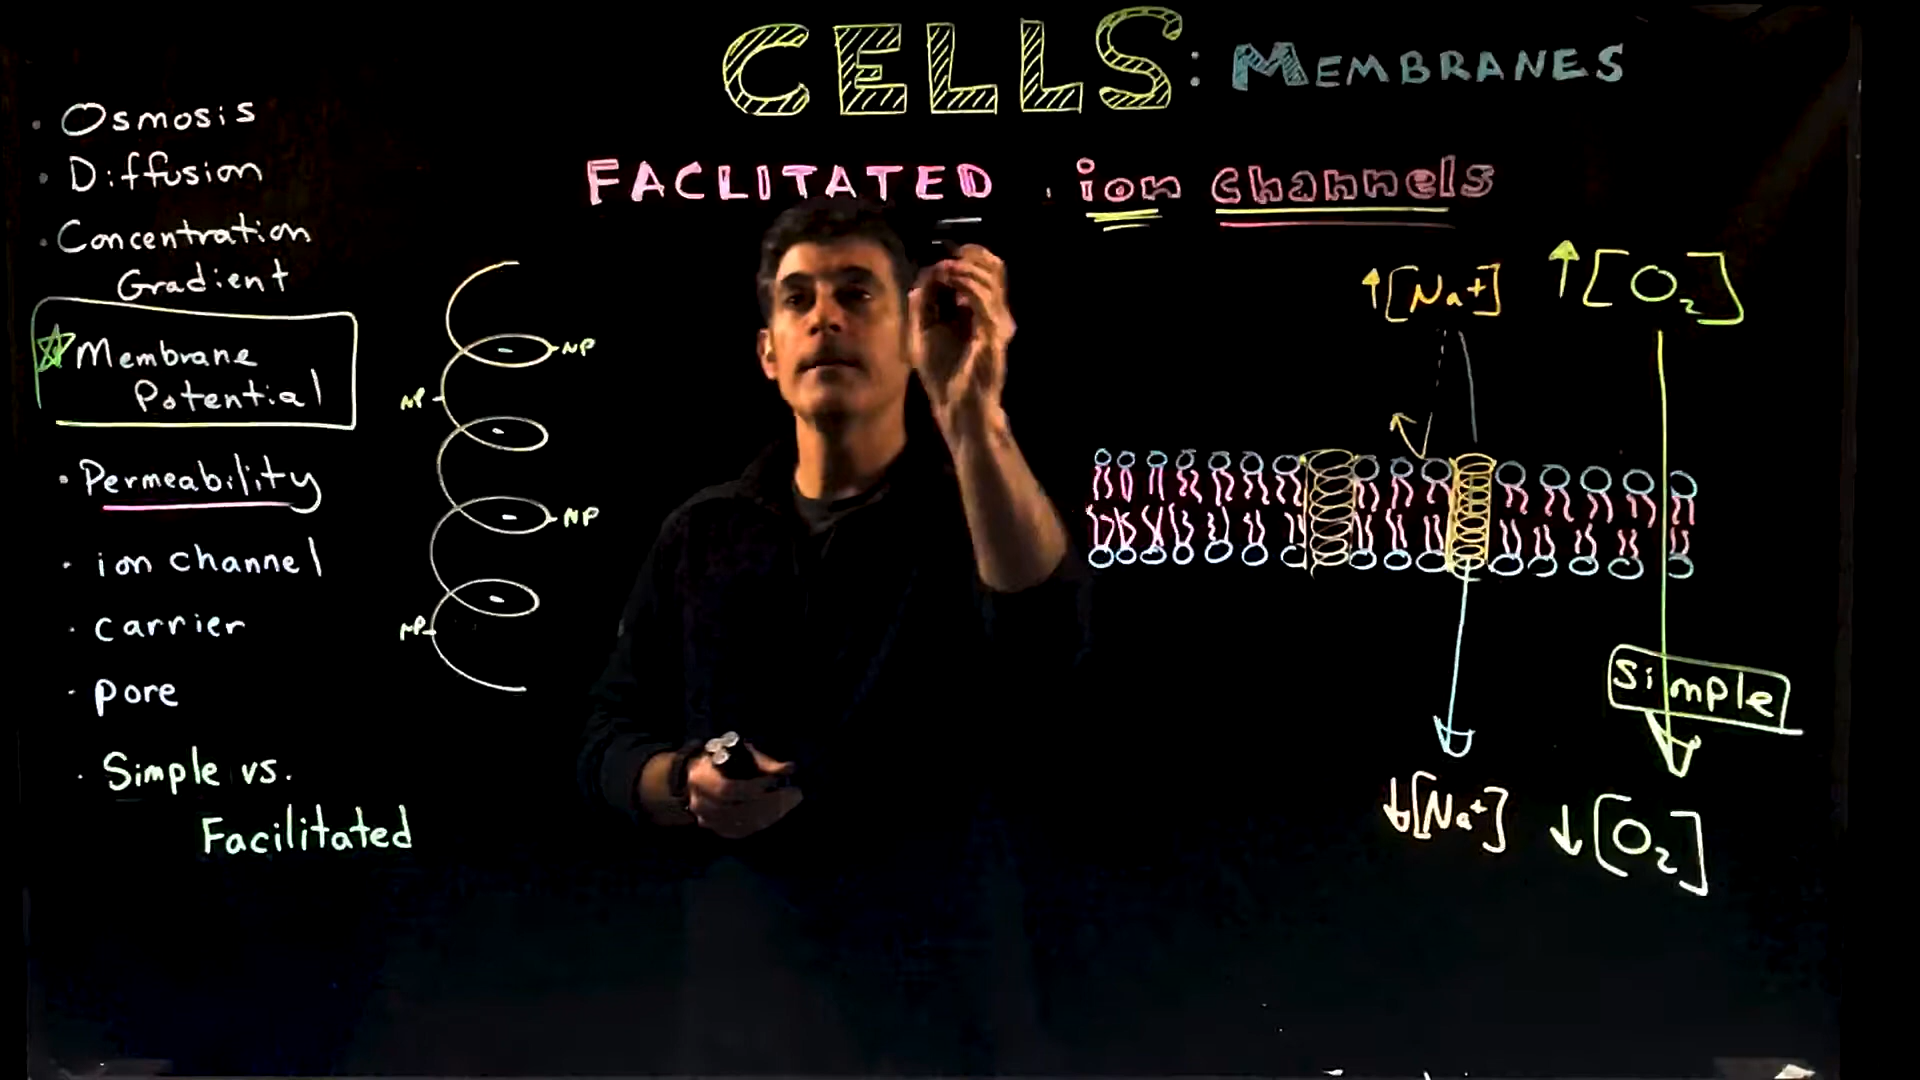 CELLS: MEMBRANES
FACLITATED . ion channels
• Osmosis
• Diffusion
• Concentration
Gradient
☆ Membrane
Potential
• Permeability
• ion channel
• carrier
• pore
• Simple vs.
Facilitated
NP
NP
NP
NP
↑[Na+]
↑[O₂]
simple
↓[Na+]
↓[O₂]